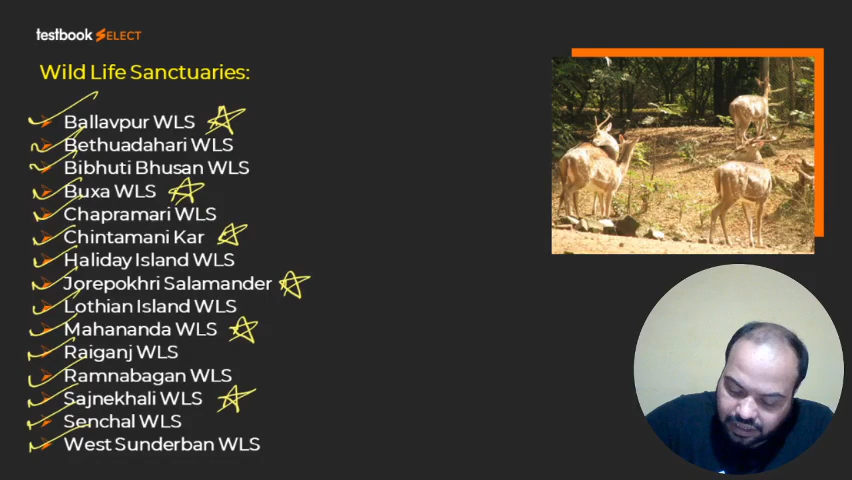 testbook SELECT
Wild Life Sanctuaries:
Ballavpur WLS
Bethuadahari WLS
Bibhuti Bhusan WLS
Buxa WLS
Chapramari WLS
Chintamani Kar
Haliday Island WLS
Jorepokhri Salamander
Lothian Island WLS
Mahananda WLS
Raiganj WLS
Ramnabagan WLS
Sajnekhali WLS
Senchal WLS
West Sunderban WLS